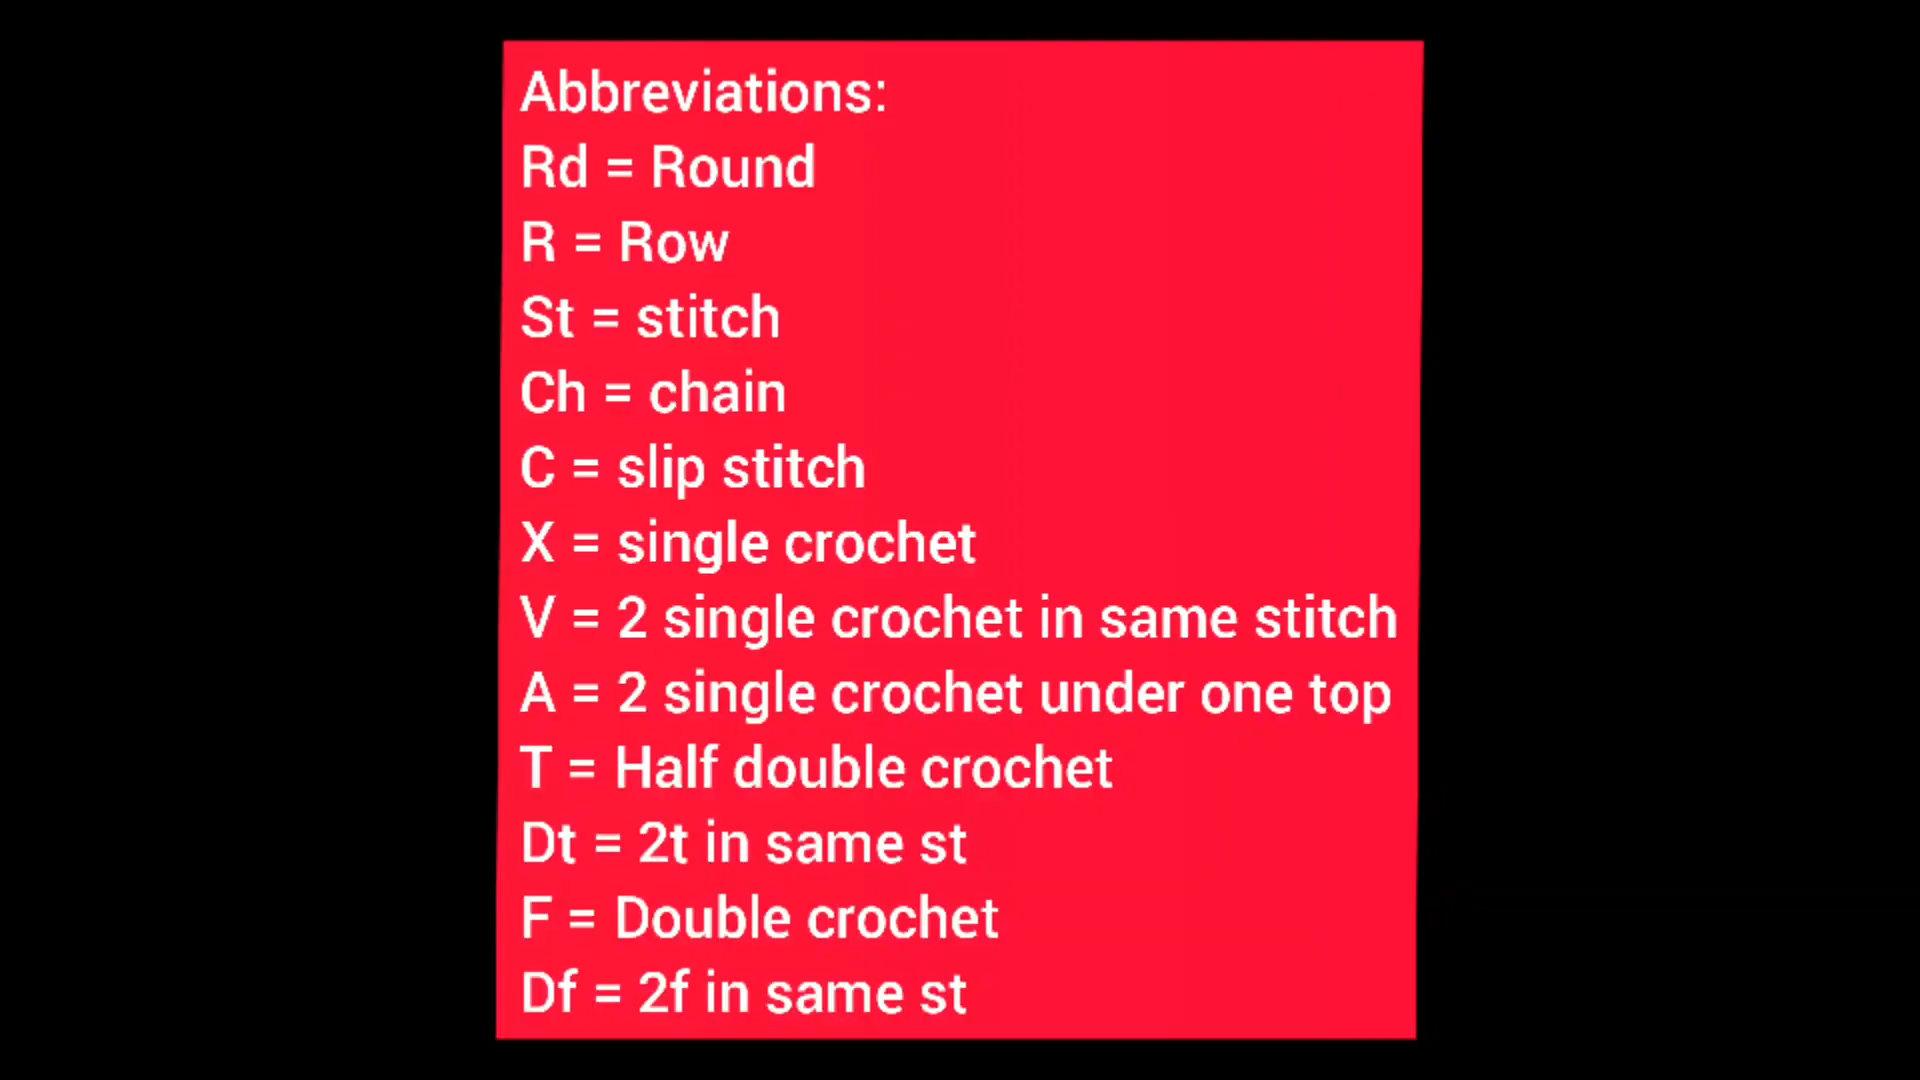 Abbreviations:
Rd = Round
R = Row
St = stitch
Ch = chain
C = slip stitch
X = single crochet
V = 2 single crochet in same stitch
A = 2 single crochet under one top
T = Half double crochet
Dt = 2t in same st
F = Double crochet
Df = 2f in same st